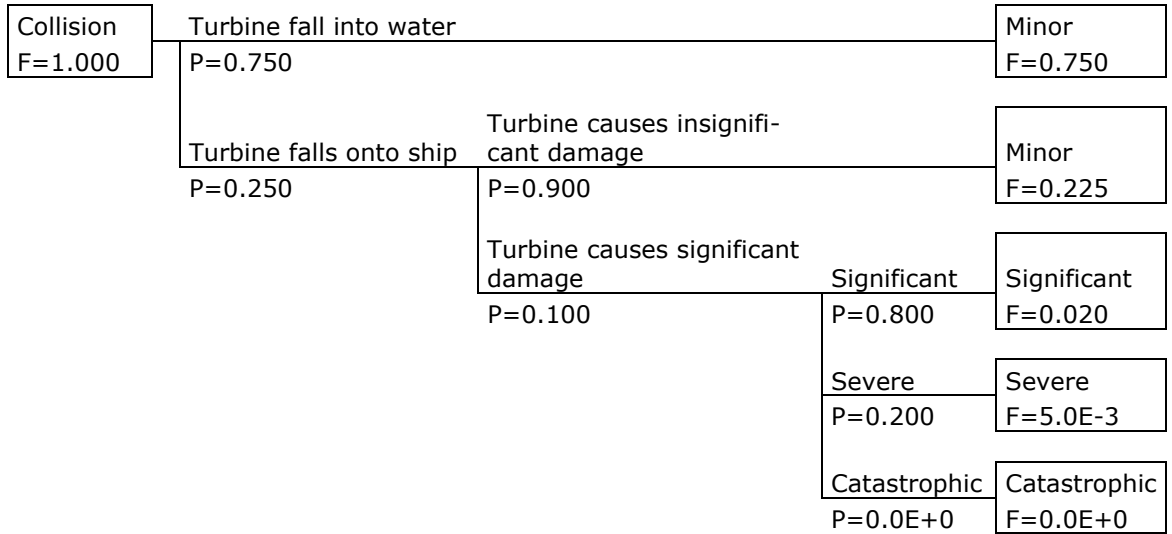 Collision Turbine fall into water Minor
F=1.000 P=0.750 F=0.750
Turbine causes insignifi-
Turbine falls onto ship cant damage Minor
P=0.250 P=0.900 F=0.225
Turbine causes significant
damage Significant Significant
P=0.100 P=0.800 F=0.020
Severe Severe
P=0.200 F=5.0E-3
Catastrophic Catastrophic
P=0.0E+0 F=0.0E+0